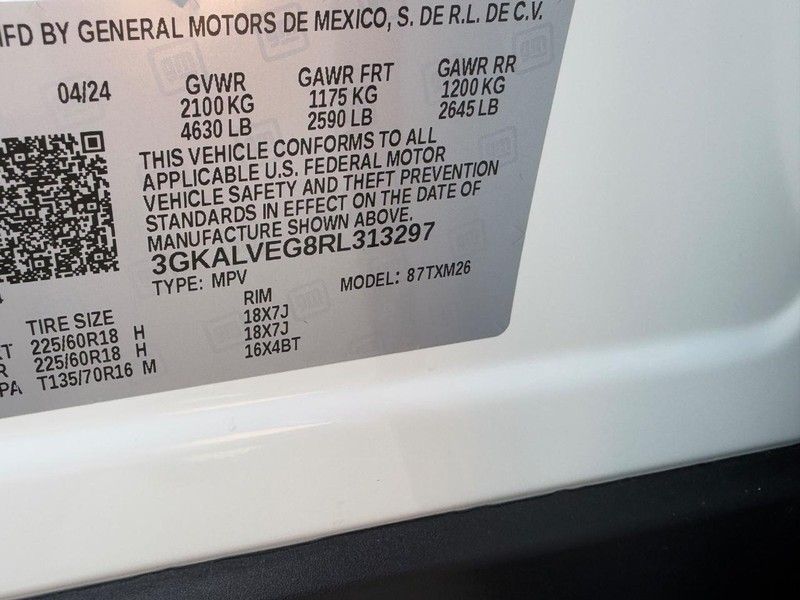 MFD BY GENERAL MOTORS DE MEXICO, S. DE R.L. DE C.V.
04/24 GVWR GAWR FRT GAWR RR
2100 KG 1175 KG 1200 KG
4630 LB 2590 LB 2645 LB
THIS VEHICLE CONFORMS TO ALL
APPLICABLE U.S. FEDERAL MOTOR
VEHICLE SAFETY AND THEFT PREVENTION
STANDARDS IN EFFECT ON THE DATE OF
MANUFACTURE SHOWN ABOVE.
3GKALVEG8RL313297
TYPE: MPV MODEL: 87TXM26
TIRE SIZE RIM
225/60R18 H 18X7J
225/60R18 H 18X7J
T135/70R16 M 16X4BT